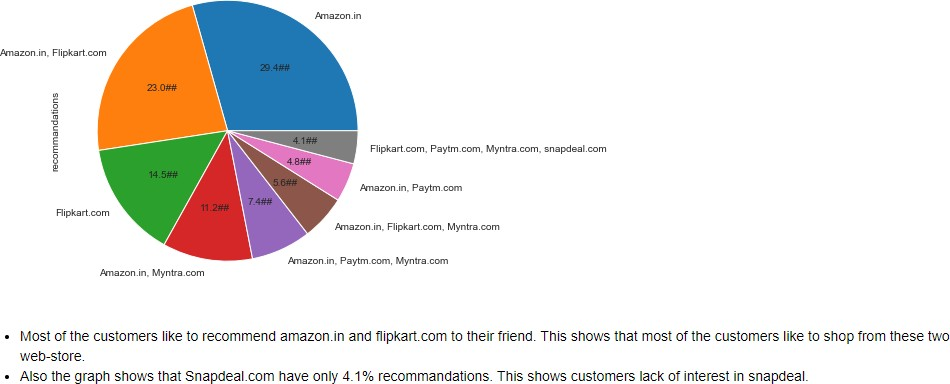 Amazon.in
Amazon.in, Flipkart.com
29.4##
23.0##
recommandations
4.1##
Flipkart.com, Paytm.com, Myntra.com, snapdeal.com
4.8##
14.5##
5.6##
Amazon.in, Paytm.com
7.4##
11.2##
Flipkart.com
Amazon.in, Flipkart.com, Myntra.com
Amazon.in, Paytm.com, Myntra.com
Amazon.in, Myntra.com
• Most of the customers like to recommend amazon.in and flipkart.com to their friend. This shows that most of the customers like to shop from these two
web-store.
• Also the graph shows that Snapdeal.com have only 4.1% recommandations. This shows customers lack of interest in snapdeal.